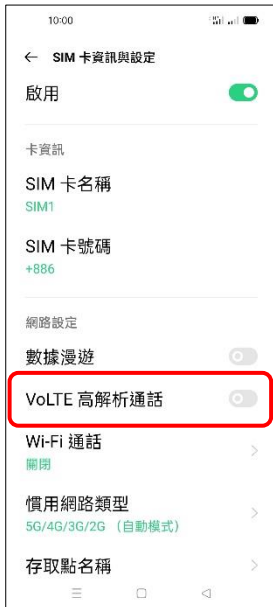 10:00
← SIM 卡資訊與設定
啟用
卡資訊
SIM 卡名稱
SIM1
SIM 卡號碼
+886
網路設定
數據漫遊
VoLTE 高解析通話
Wi-Fi 通話
關閉
慣用網路類型
5G/4G/3G/2G （自動模式）
存取點名稱